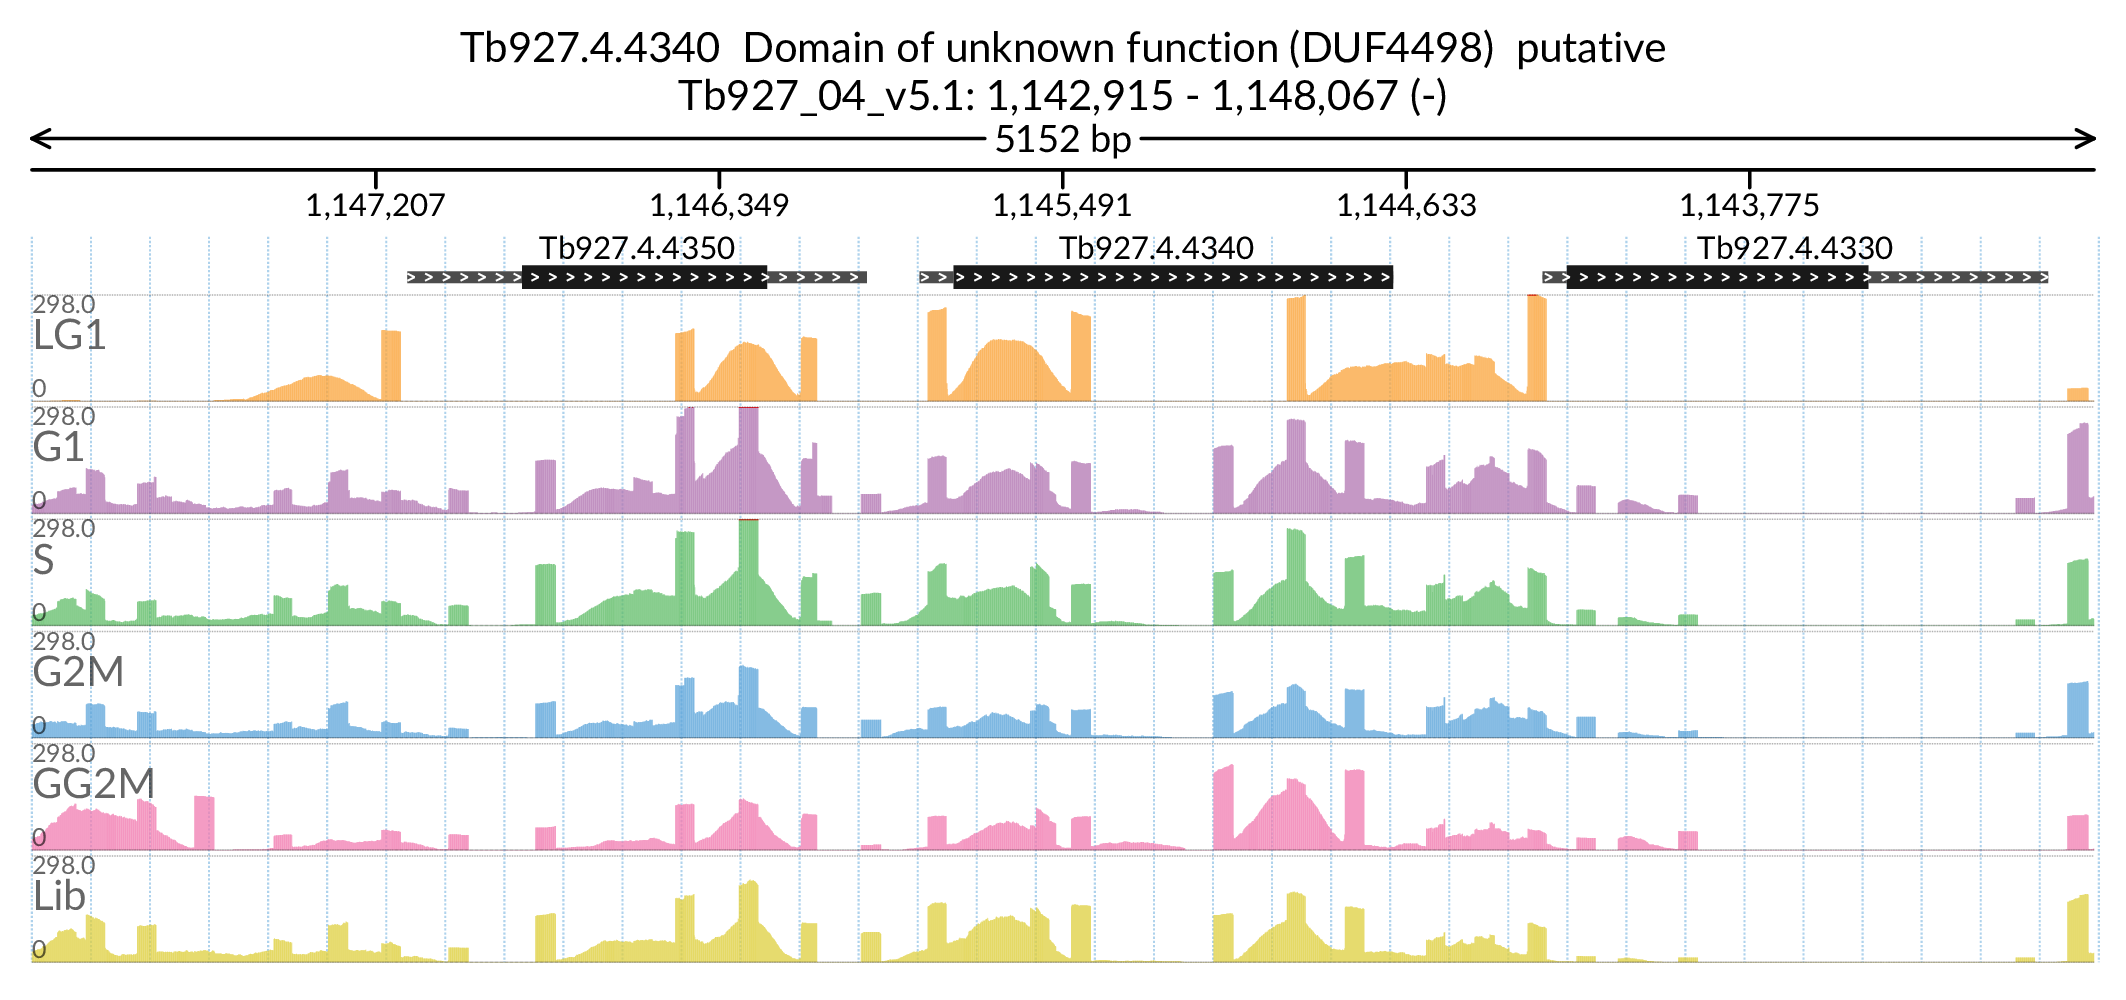 Tb927.4.4340 Domain of unknown function (DUF4498) putative
Tb927_04_v5.1: 1,142,915 - 1,148,067 (-)
5152 bp
1,147,207 1,146,349 1,145,491 1,144,633 1,143,775
Tb927.4.4350 Tb927.4.4340 Tb927.4.4330
298.0
LG1
0
298.0
G1
0
298.0
S
0
298.0
G2M
0
298.0
GG2M
0
298.0
Lib
0